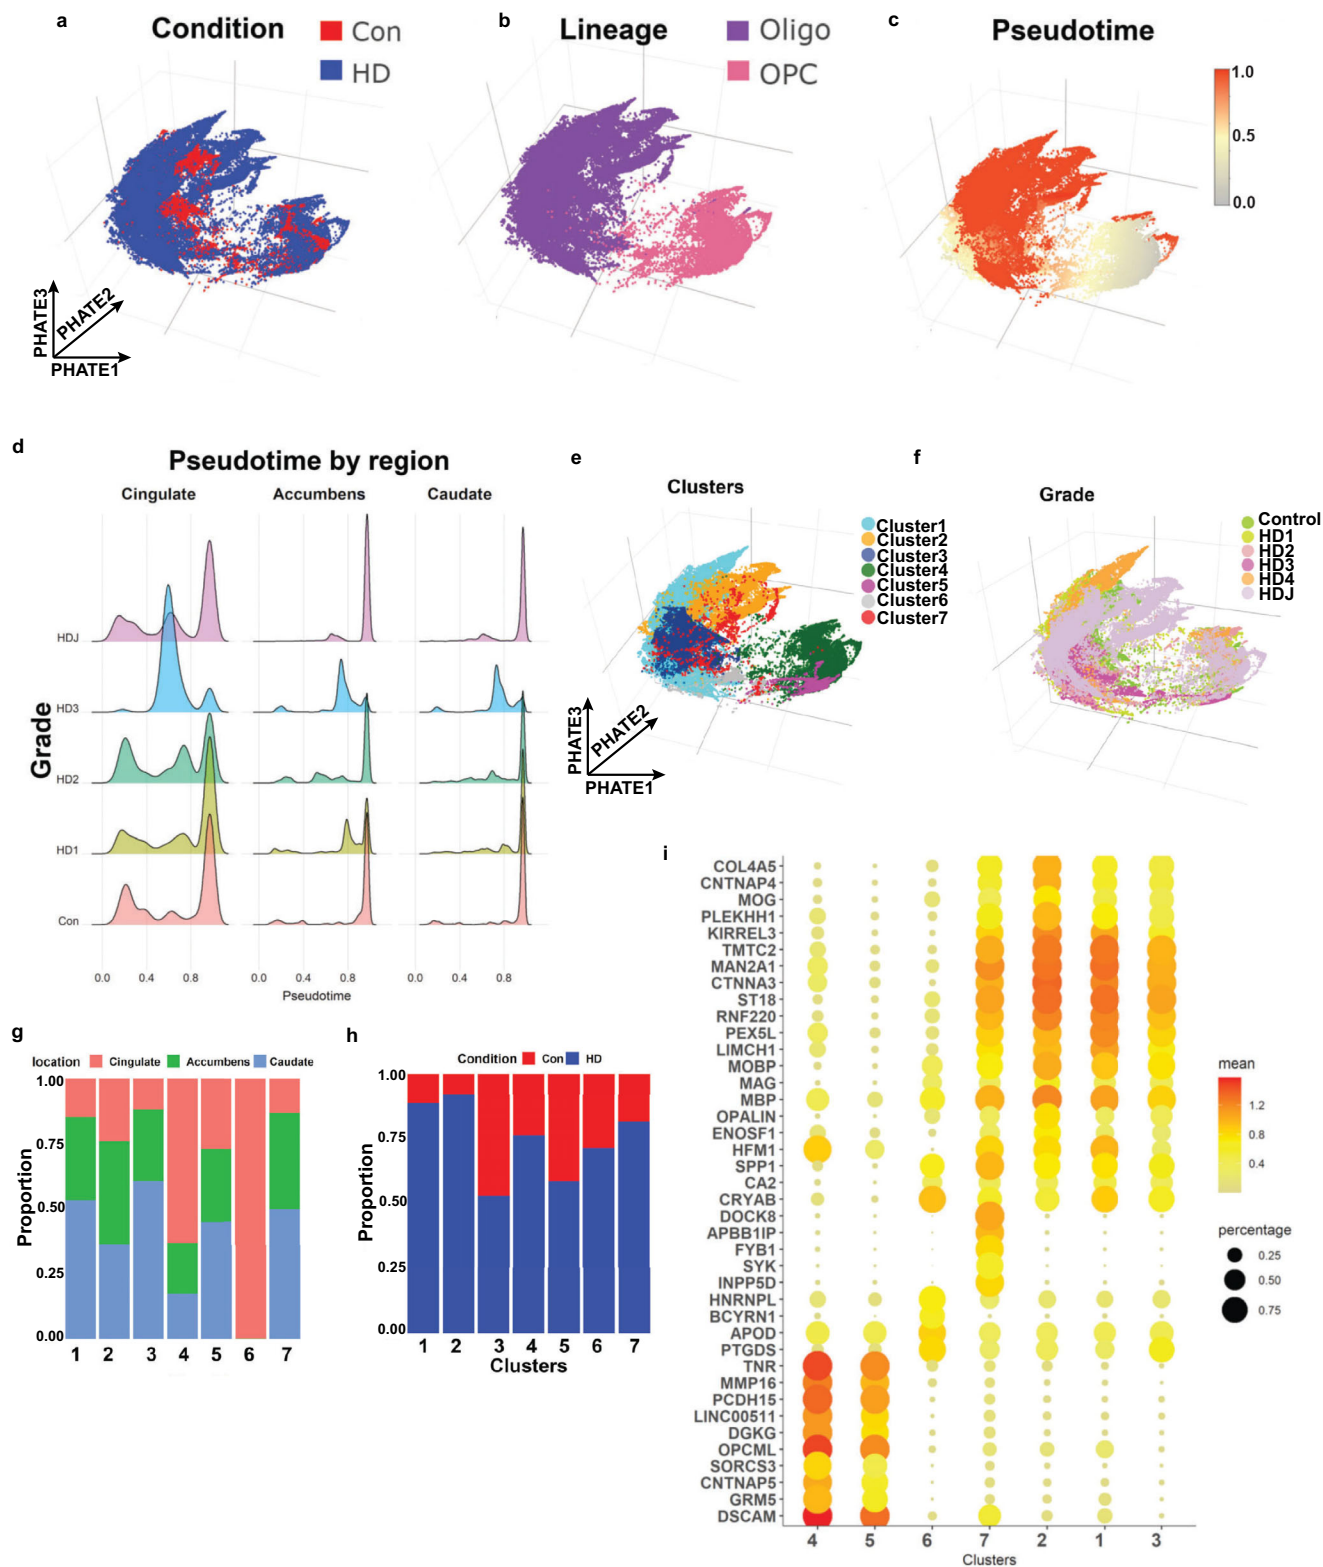 a
Condition
Con
HD
PHATE3
PHATE2
PHATE1
b
Lineage
Oligo
OPC
c
Pseudotime
1.0
0.5
0.0
d
Pseudotime by region
Cingulate Accumbens Caudate
Grade
HDJ
HD3
HD2
HD1
Con
0.0 0.4 0.8 0.0 0.4 0.8 0.0 0.4 0.8
Pseudotime
e
Clusters
Cluster1
Cluster2
Cluster3
Cluster4
Cluster5
Cluster6
Cluster7
PHATE3
PHATE2
PHATE1
f
Grade
Control
HD1
HD2
HD3
HD4
HDJ
g
location Cingulate Accumbens Caudate
Proportion
1.00
0.75
0.50
0.25
0.00
1 2 3 4 5 6 7
h
Condition Con HD
Proportion
1.00
0.75
0.50
0.25
0.00
1 2 3 4 5 6 7
Clusters
i
COL4A5
CNTNAP4
MOG
PLEKHH1
KIRREL3
TMTC2
MAN2A1
CTNNA3
ST18
RNF220
PEX5L
LIMCH1
MOBP
MAG
MBP
OPALIN
ENOSF1
HFM1
SPP1
CA2
CRYAB
DOCK8
APBB1IP
FYB1
SYK
INPP5D
HNRNPL
BCYRN1
APOD
PTGDS
TNR
MMP16
PCDH15
LINC00511
DGKG
OPCML
SORCS3
CNTNAP5
GRM5
DSCAM
4 5 6 7 2 1 3
Clusters
mean
1.2
0.8
0.4
percentage
0.25
0.50
0.75